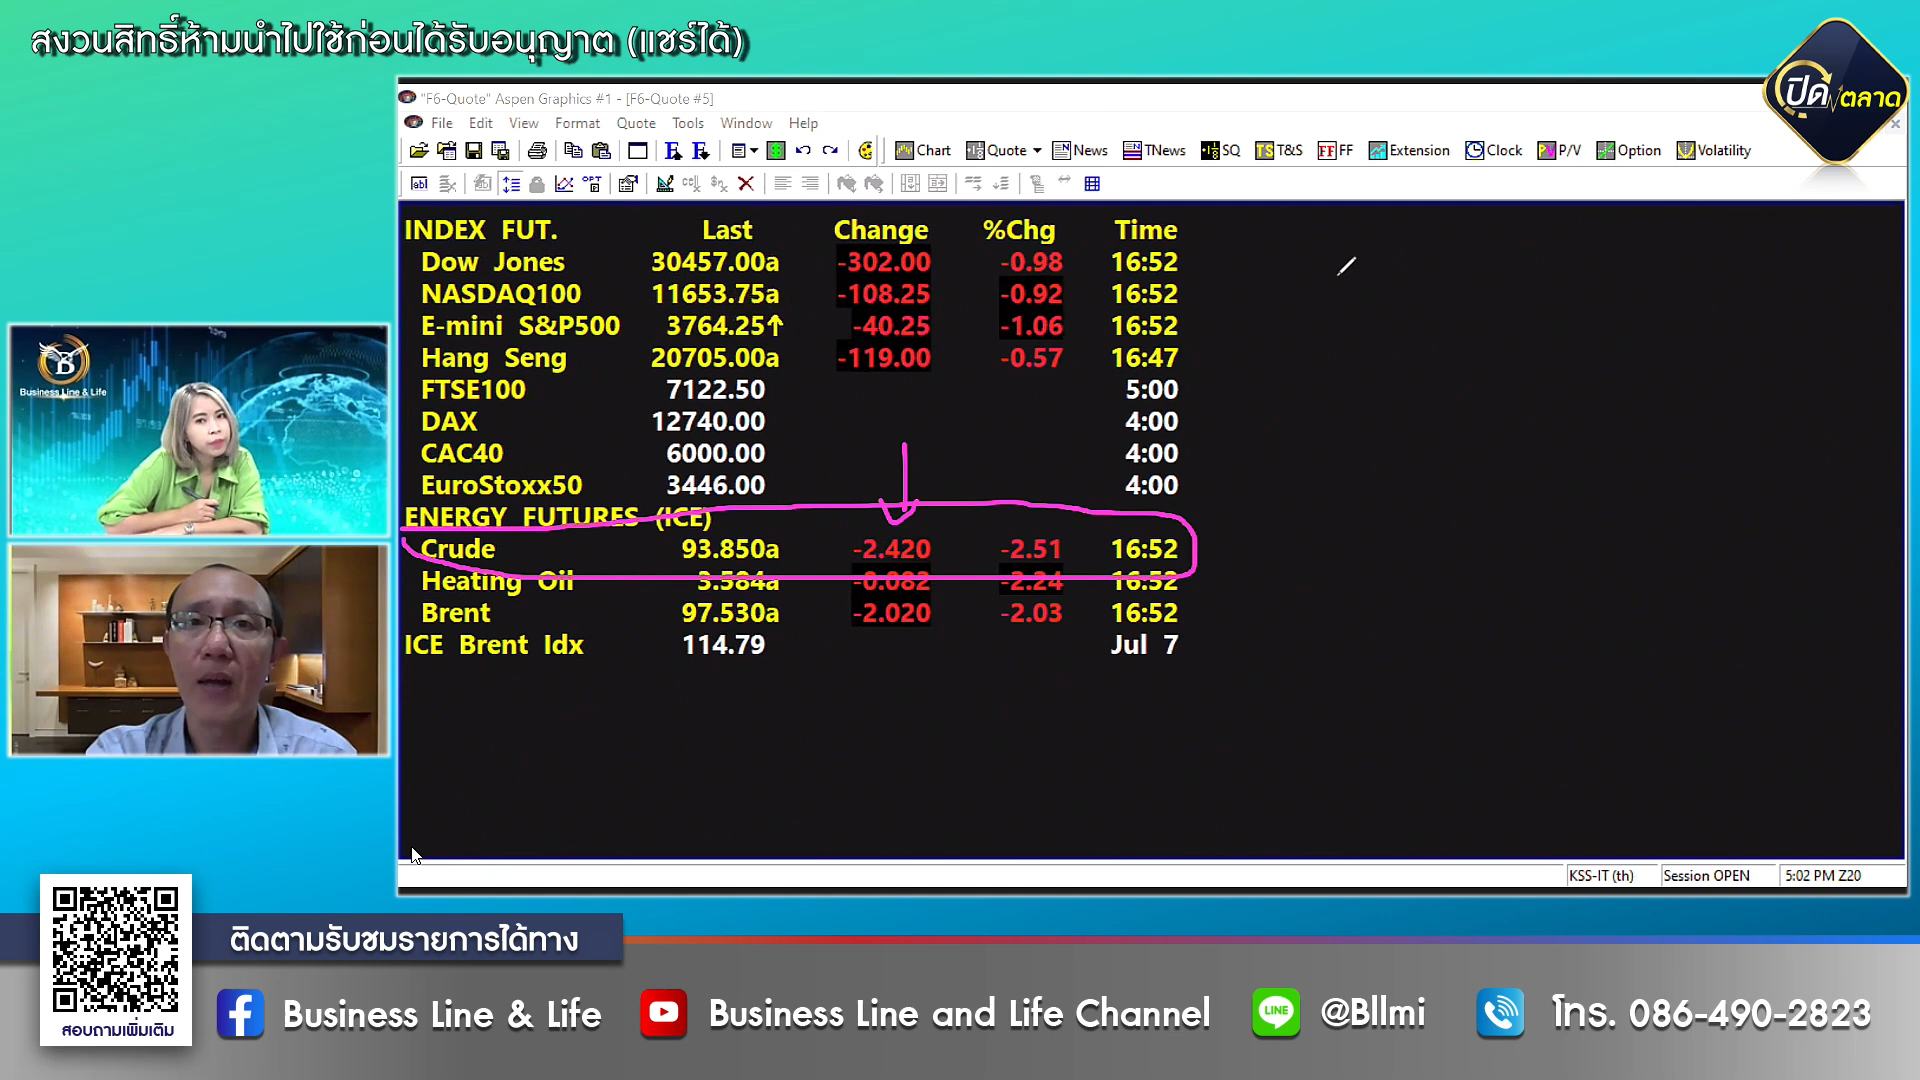 สงวนสิทธิ์ห้ามนำไปใช้ก่อนได้รับอนุญาต (แชร์ได้)
ปิดตลาด
"F6-Quote" Aspen Graphics #1 - [F6-Quote #5]
File Edit View Format Quote Tools Window Help
Chart Quote News TNews SQ T&S FF Extension Clock P/V Option Volatility
INDEX FUT. Last Change %Chg Time
Dow Jones 30457.00a -302.00 -0.98 16:52
NASDAQ100 11653.75a -108.25 -0.92 16:52
E-mini S&P500 3764.25↑ -40.25 -1.06 16:52
Hang Seng 20705.00a -119.00 -0.57 16:47
FTSE100 7122.50 5:00
DAX 12740.00 4:00
CAC40 6000.00 4:00
EuroStoxx50 3446.00 4:00
ENERGY FUTURES (ICE)
Crude 93.850a -2.420 -2.51 16:52
Heating Oil 3.584a -0.082 -2.24 16:52
Brent 97.530a -2.020 -2.03 16:52
ICE Brent Idx 114.79 Jul 7
B
Business Line & Life
KSS-IT (th) Session OPEN 5:02 PM Z20
ติดตามรับชมรายการได้ทาง
สอบถามเพิ่มเติม
Business Line & Life
Business Line and Life Channel
LINE
@Bllmi
โทร. 086-490-2823